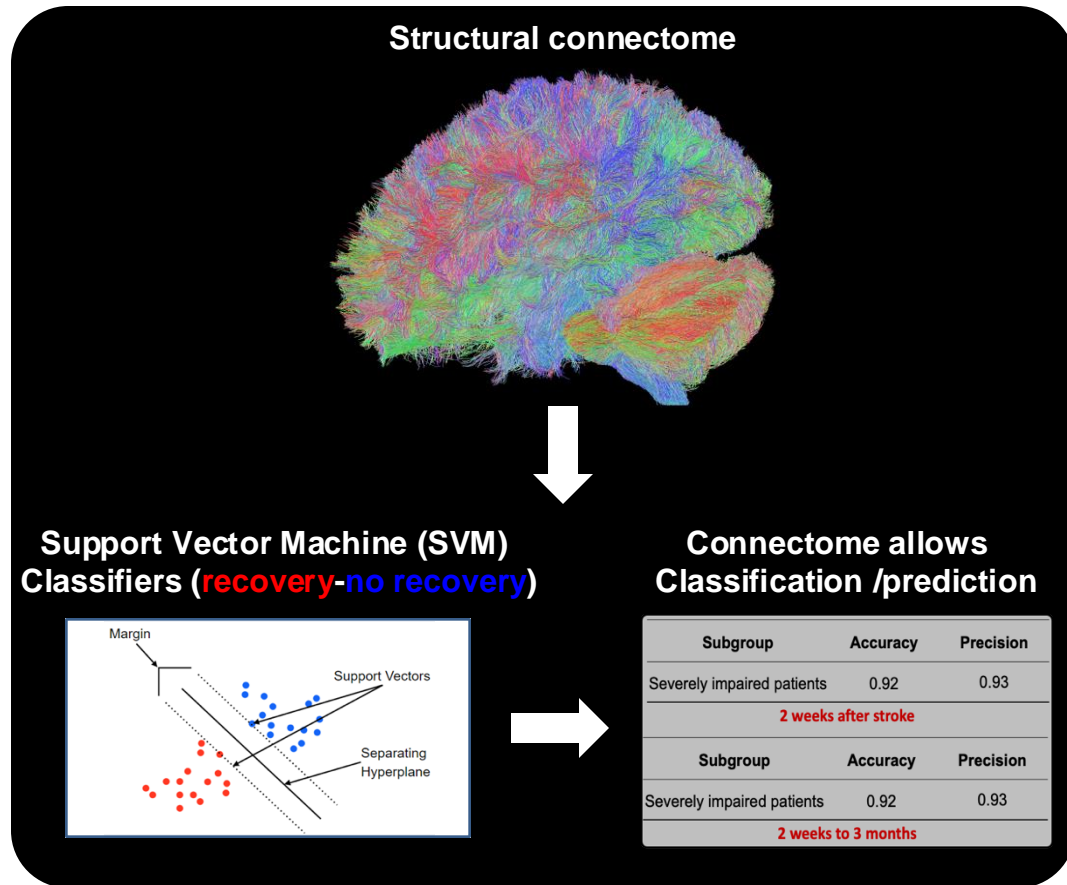 Structural connectome
Support Vector Machine (SVM)
Classifiers (recovery-no recovery)
Margin
Support Vectors
Separating
Hyperplane
Connectome allows
Classification /prediction
Subgroup Accuracy Precision
Severely impaired patients 0.92 0.93
2 weeks after stroke
Subgroup Accuracy Precision
Severely impaired patients 0.92 0.93
2 weeks to 3 months